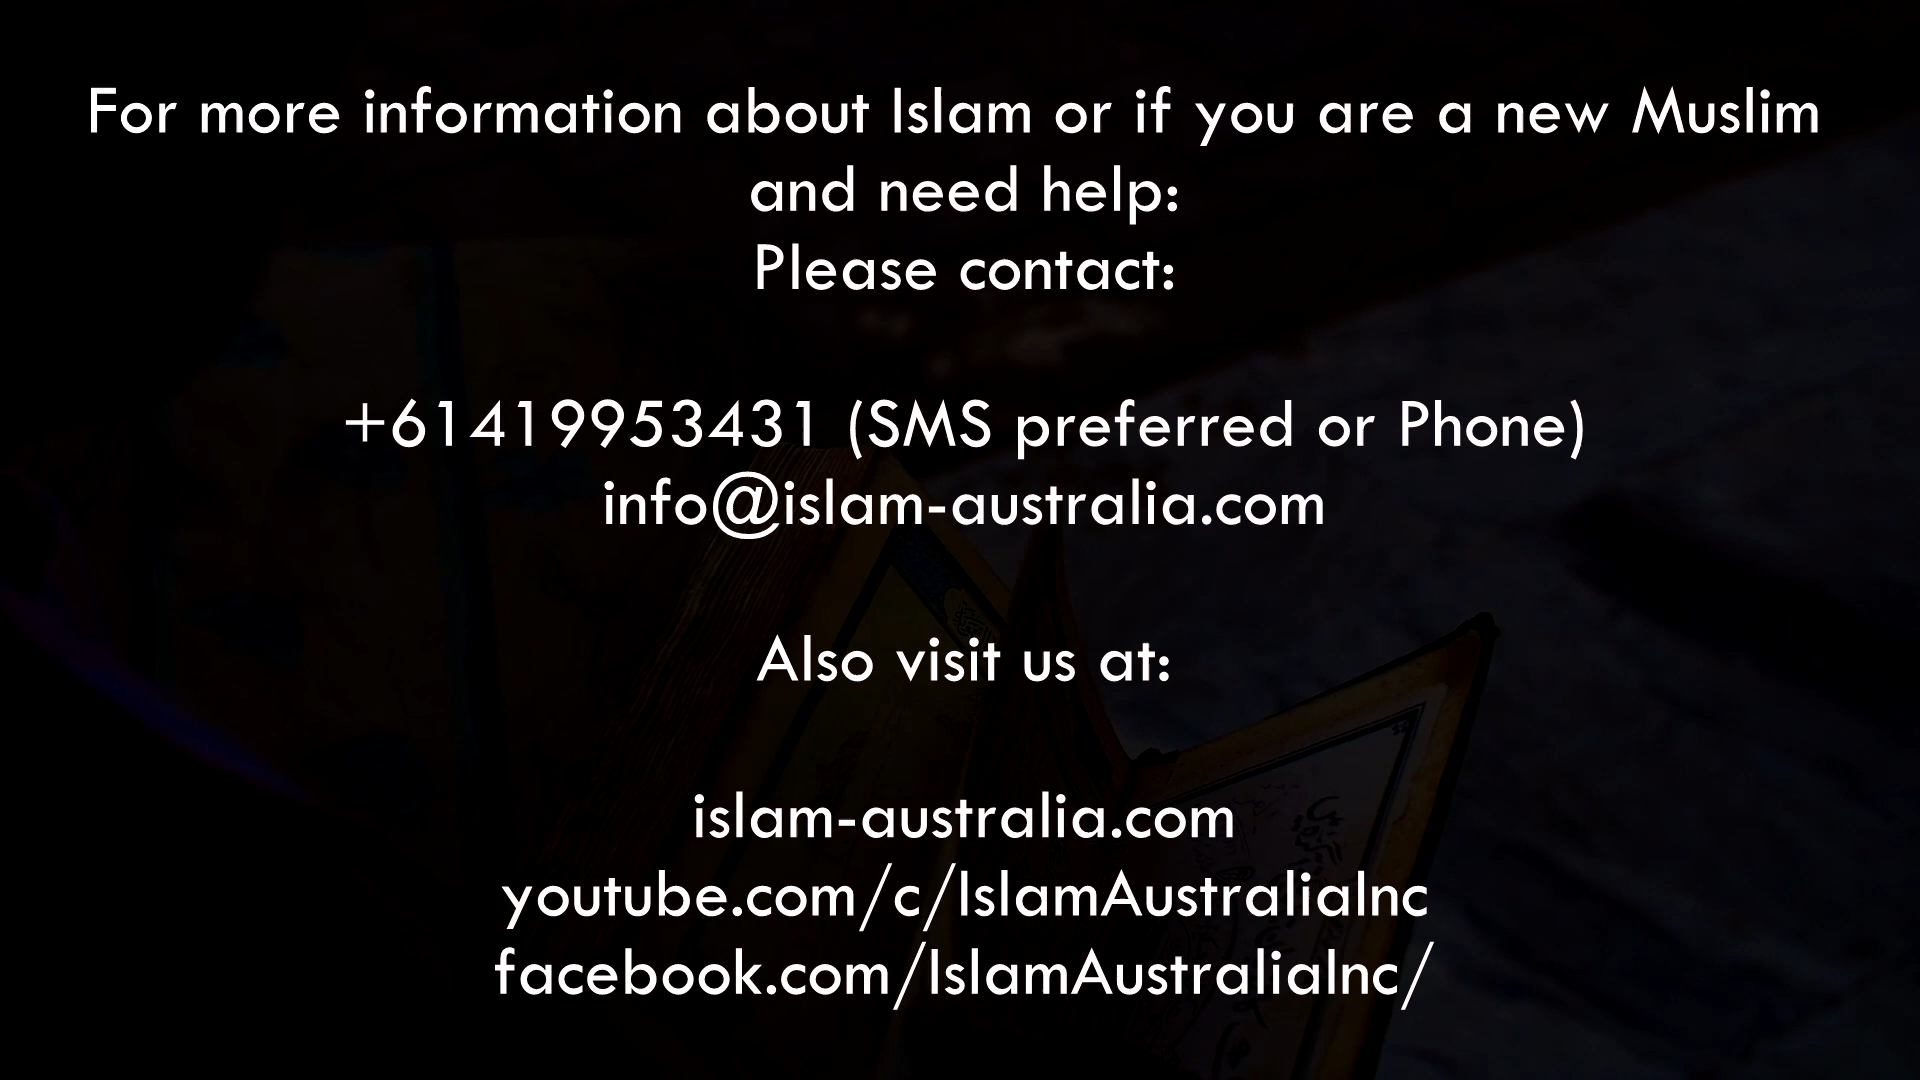 For more information about Islam or if you are a new Muslim
and need help:
Please contact:
+61419953431 (SMS preferred or Phone)
info@islam-australia.com
Also visit us at:
islam-australia.com
youtube.com/c/IslamAustraliaInc
facebook.com/IslamAustraliaInc/